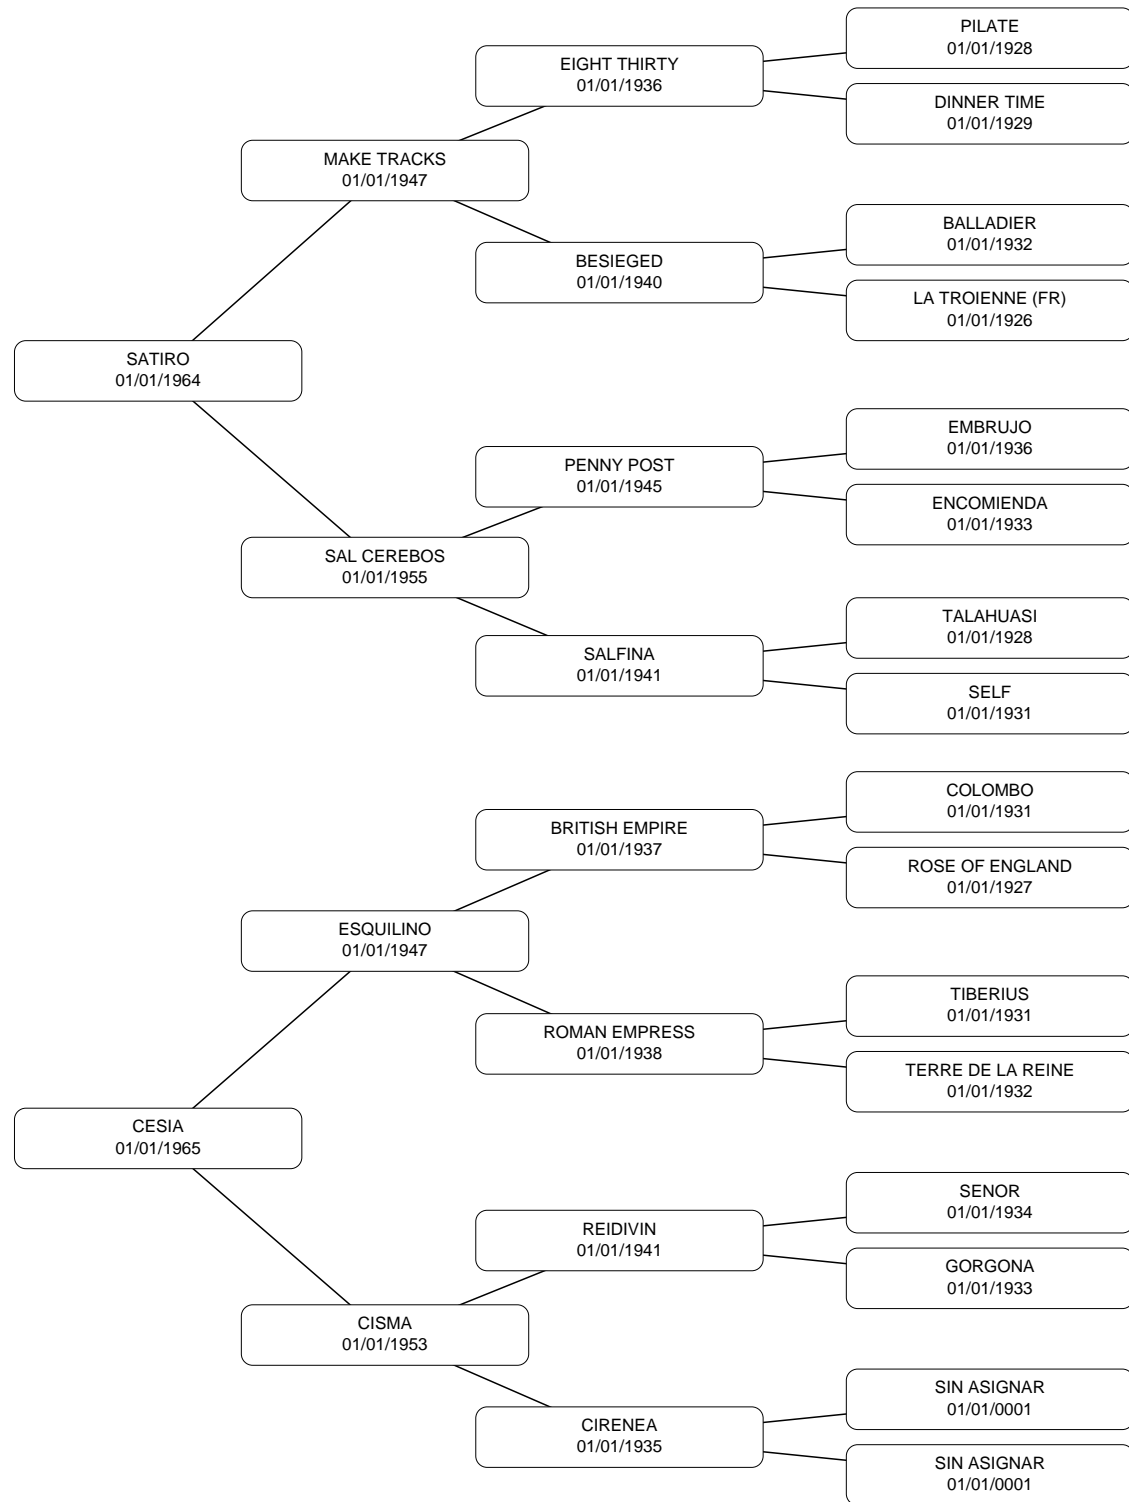 PILATE
01/01/1928
EIGHT THIRTY
01/01/1936
DINNER TIME
01/01/1929
MAKE TRACKS
01/01/1947
BALLADIER
01/01/1932
BESIEGED
01/01/1940
LA TROIENNE (FR)
01/01/1926
SATIRO
01/01/1964
EMBRUJO
01/01/1936
PENNY POST
01/01/1945
ENCOMIENDA
01/01/1933
SAL CEREBOS
01/01/1955
TALAHUASI
01/01/1928
SALFINA
01/01/1941
SELF
01/01/1931
COLOMBO
01/01/1931
BRITISH EMPIRE
01/01/1937
ROSE OF ENGLAND
01/01/1927
ESQUILINO
01/01/1947
TIBERIUS
01/01/1931
ROMAN EMPRESS
01/01/1938
TERRE DE LA REINE
01/01/1932
CESIA
01/01/1965
SENOR
01/01/1934
REIDIVIN
01/01/1941
GORGONA
01/01/1933
CISMA
01/01/1953
SIN ASIGNAR
01/01/0001
CIRENEA
01/01/1935
SIN ASIGNAR
01/01/0001